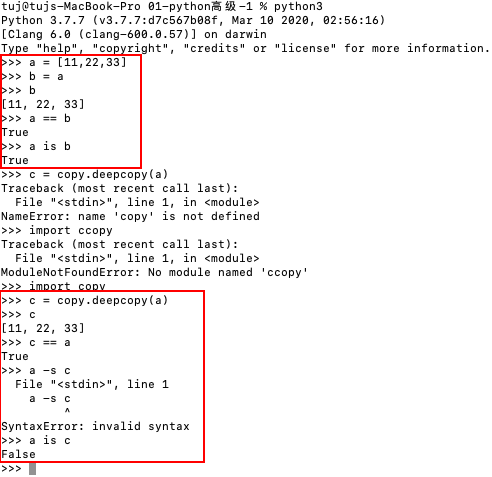 tuj@tujs-MacBook-Pro 01-python高级-1 % python3
Python 3.7.7 (v3.7.7:d7c567b08f, Mar 10 2020, 02:56:16)
[Clang 6.0 (clang-600.0.57)] on darwin
Type "help", "copyright", "credits" or "license" for more information.
>>> a = [11,22,33]
>>> b = a
>>> b
[11, 22, 33]
>>> a == b
True
>>> a is b
True
>>> c = copy.deepcopy(a)
Traceback (most recent call last):
  File "<stdin>", line 1, in <module>
NameError: name 'copy' is not defined
>>> import ccopy
Traceback (most recent call last):
  File "<stdin>", line 1, in <module>
ModuleNotFoundError: No module named 'ccopy'
>>> import copy
>>> c = copy.deepcopy(a)
>>> c
[11, 22, 33]
>>> c == a
True
>>> a -s c
  File "<stdin>", line 1
    a -s c
         ^
SyntaxError: invalid syntax
>>> a is c
False
>>>